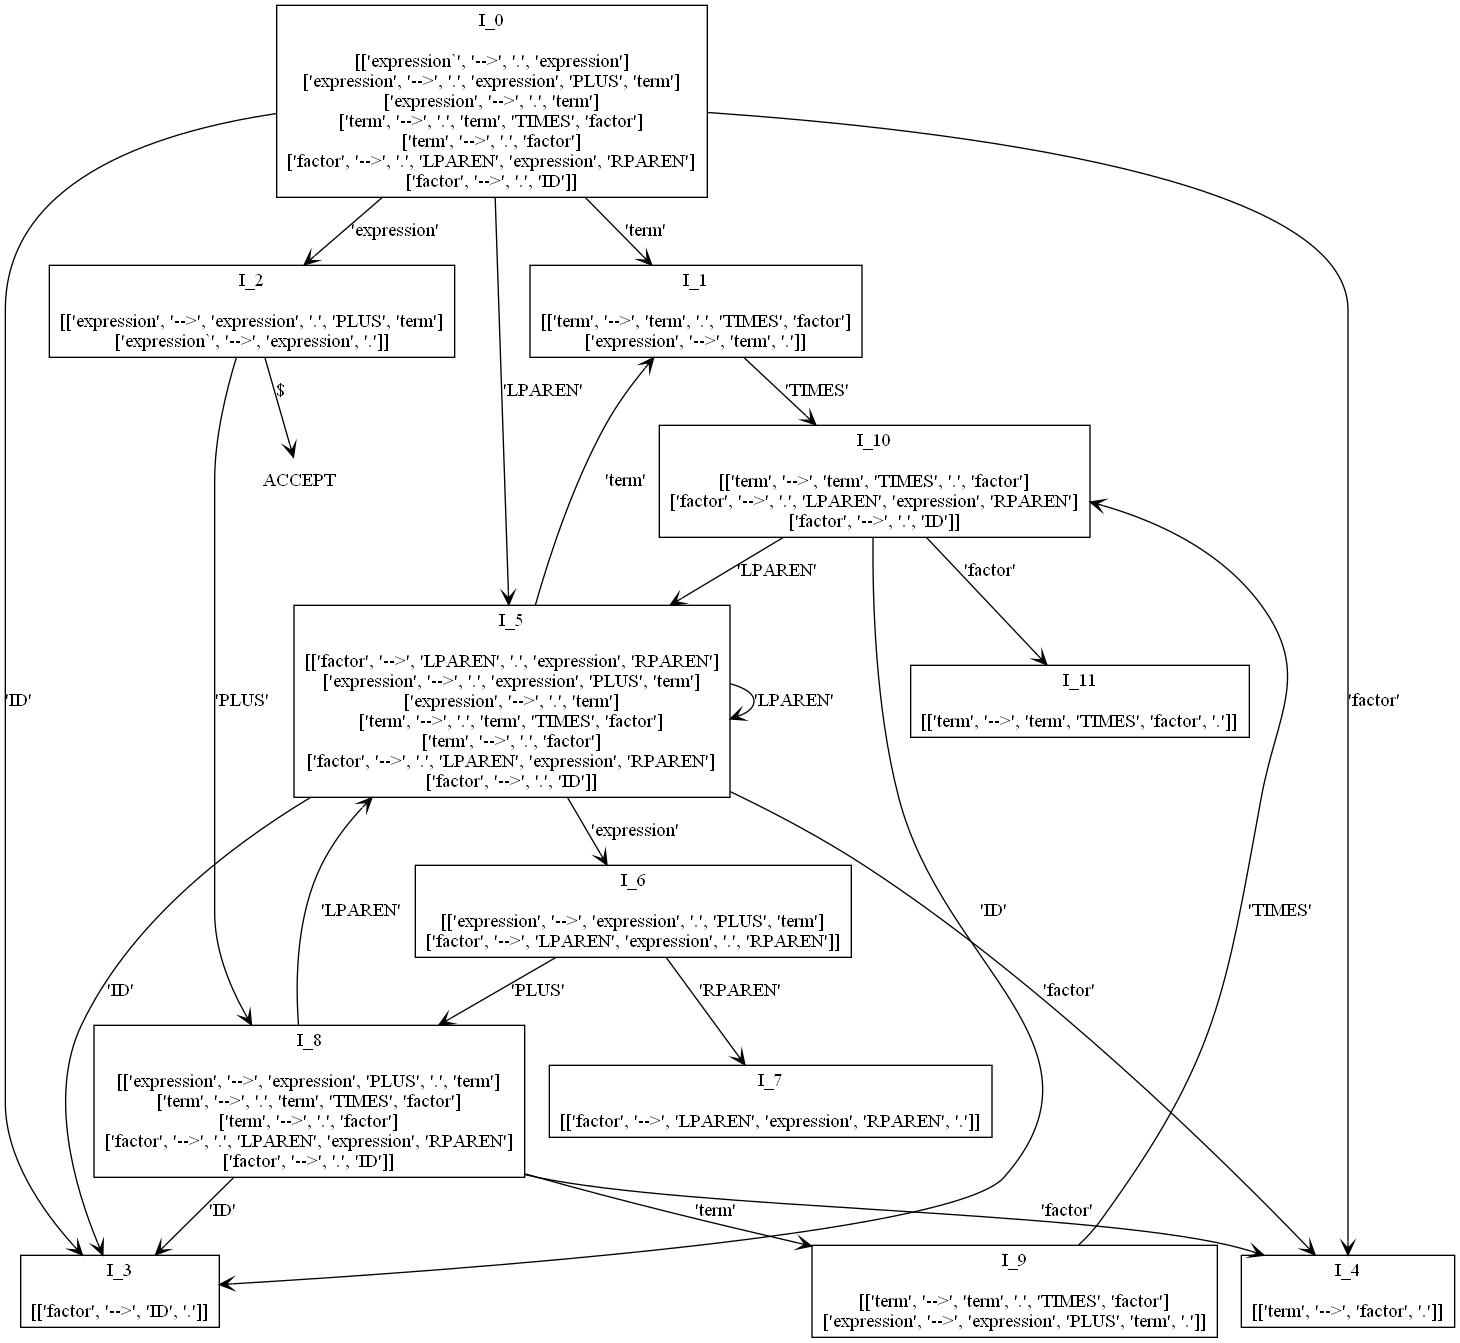 I_0
[['expression`', '-->', '.', 'expression']
['expression', '-->', '.', 'expression', 'PLUS', 'term']
['expression', '-->', '.', 'term']
['term', '-->', '.', 'term', 'TIMES', 'factor']
['term', '-->', '.', 'factor']
['factor', '-->', '.', 'LPAREN', 'expression', 'RPAREN']
['factor', '-->', '.', 'ID']]
'expression'
'term'
I_2
[['expression', '-->', 'expression', '.', 'PLUS', 'term']
['expression`', '-->', 'expression', '.']]
I_1
[['term', '-->', 'term', '.', 'TIMES', 'factor']
['expression', '-->', 'term', '.']]
$
'LPAREN'
'TIMES'
ACCEPT
'term'
I_10
[['term', '-->', 'term', 'TIMES', '.', 'factor']
['factor', '-->', '.', 'LPAREN', 'expression', 'RPAREN']
['factor', '-->', '.', 'ID']]
'LPAREN'
'factor'
I_5
[['factor', '-->', 'LPAREN', '.', 'expression', 'RPAREN']
['expression', '-->', '.', 'expression', 'PLUS', 'term']
['expression', '-->', '.', 'term']
['term', '-->', '.', 'term', 'TIMES', 'factor']
['term', '-->', '.', 'factor']
['factor', '-->', '.', 'LPAREN', 'expression', 'RPAREN']
['factor', '-->', '.', 'ID']]
I_11
[['term', '-->', 'term', 'TIMES', 'factor', '.']]
'ID'
'PLUS'
'LPAREN'
'factor'
'expression'
I_6
[['expression', '-->', 'expression', '.', 'PLUS', 'term']
['factor', '-->', 'LPAREN', 'expression', '.', 'RPAREN']]
'LPAREN'
'ID'
'TIMES'
'ID'
'PLUS'
'RPAREN'
'factor'
I_8
[['expression', '-->', 'expression', 'PLUS', '.', 'term']
['term', '-->', '.', 'term', 'TIMES', 'factor']
['term', '-->', '.', 'factor']
['factor', '-->', '.', 'LPAREN', 'expression', 'RPAREN']
['factor', '-->', '.', 'ID']]
I_7
[['factor', '-->', 'LPAREN', 'expression', 'RPAREN', '.']]
'ID'
'term'
'factor'
I_3
[['factor', '-->', 'ID', '.']]
I_9
[['term', '-->', 'term', '.', 'TIMES', 'factor']
['expression', '-->', 'expression', 'PLUS', 'term', '.']]
I_4
[['term', '-->', 'factor', '.']]